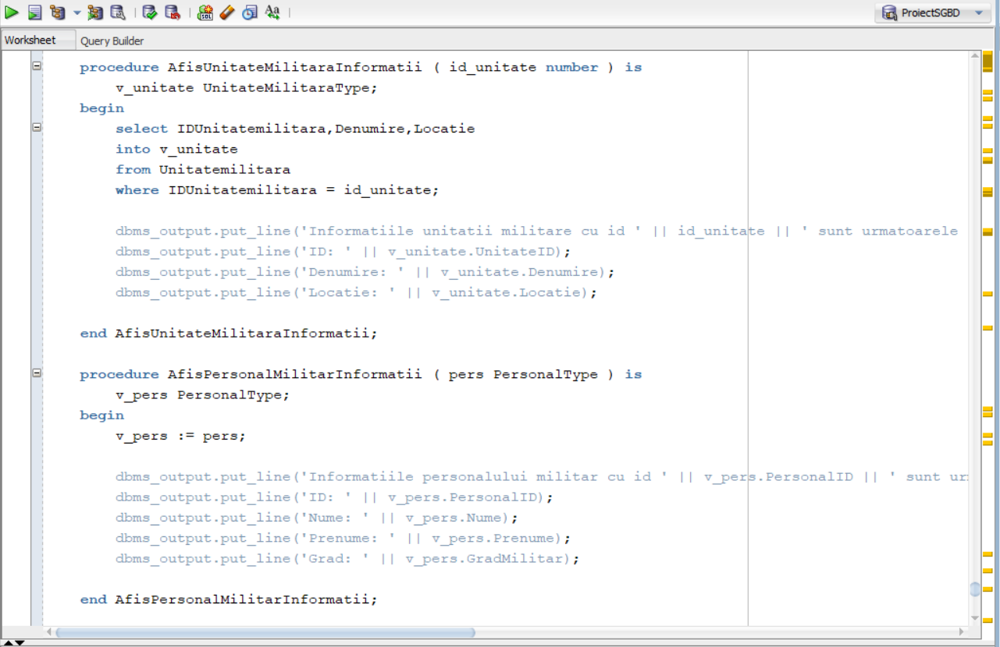 ProiectSGBD
Worksheet Query Builder
procedure AfisUnitateMilitaraInformatii ( id_unitate number ) is
v_unitate UnitateMilitaraType;
begin
select IDUnitatemilitara,Denumire,Locatie
into v_unitate
from Unitatemilitara
where IDUnitatemilitara = id_unitate;
dbms_output.put_line('Informatiile unitatii militare cu id ' || id_unitate || ' sunt urmatoarele
dbms_output.put_line('ID: ' || v_unitate.UnitateID);
dbms_output.put_line('Denumire: ' || v_unitate.Denumire);
dbms_output.put_line('Locatie: ' || v_unitate.Locatie);
end AfisUnitateMilitaraInformatii;
procedure AfisPersonalMilitarInformatii ( pers PersonalType ) is
v_pers PersonalType;
begin
v_pers := pers;
dbms_output.put_line('Informatiile personalului militar cu id ' || v_pers.PersonalID || ' sunt
dbms_output.put_line('ID: ' || v_pers.PersonalID);
dbms_output.put_line('Nume: ' || v_pers.Nume);
dbms_output.put_line('Prenume: ' || v_pers.Prenume);
dbms_output.put_line('Grad: ' || v_pers.GradMilitar);
end AfisPersonalMilitarInformatii;